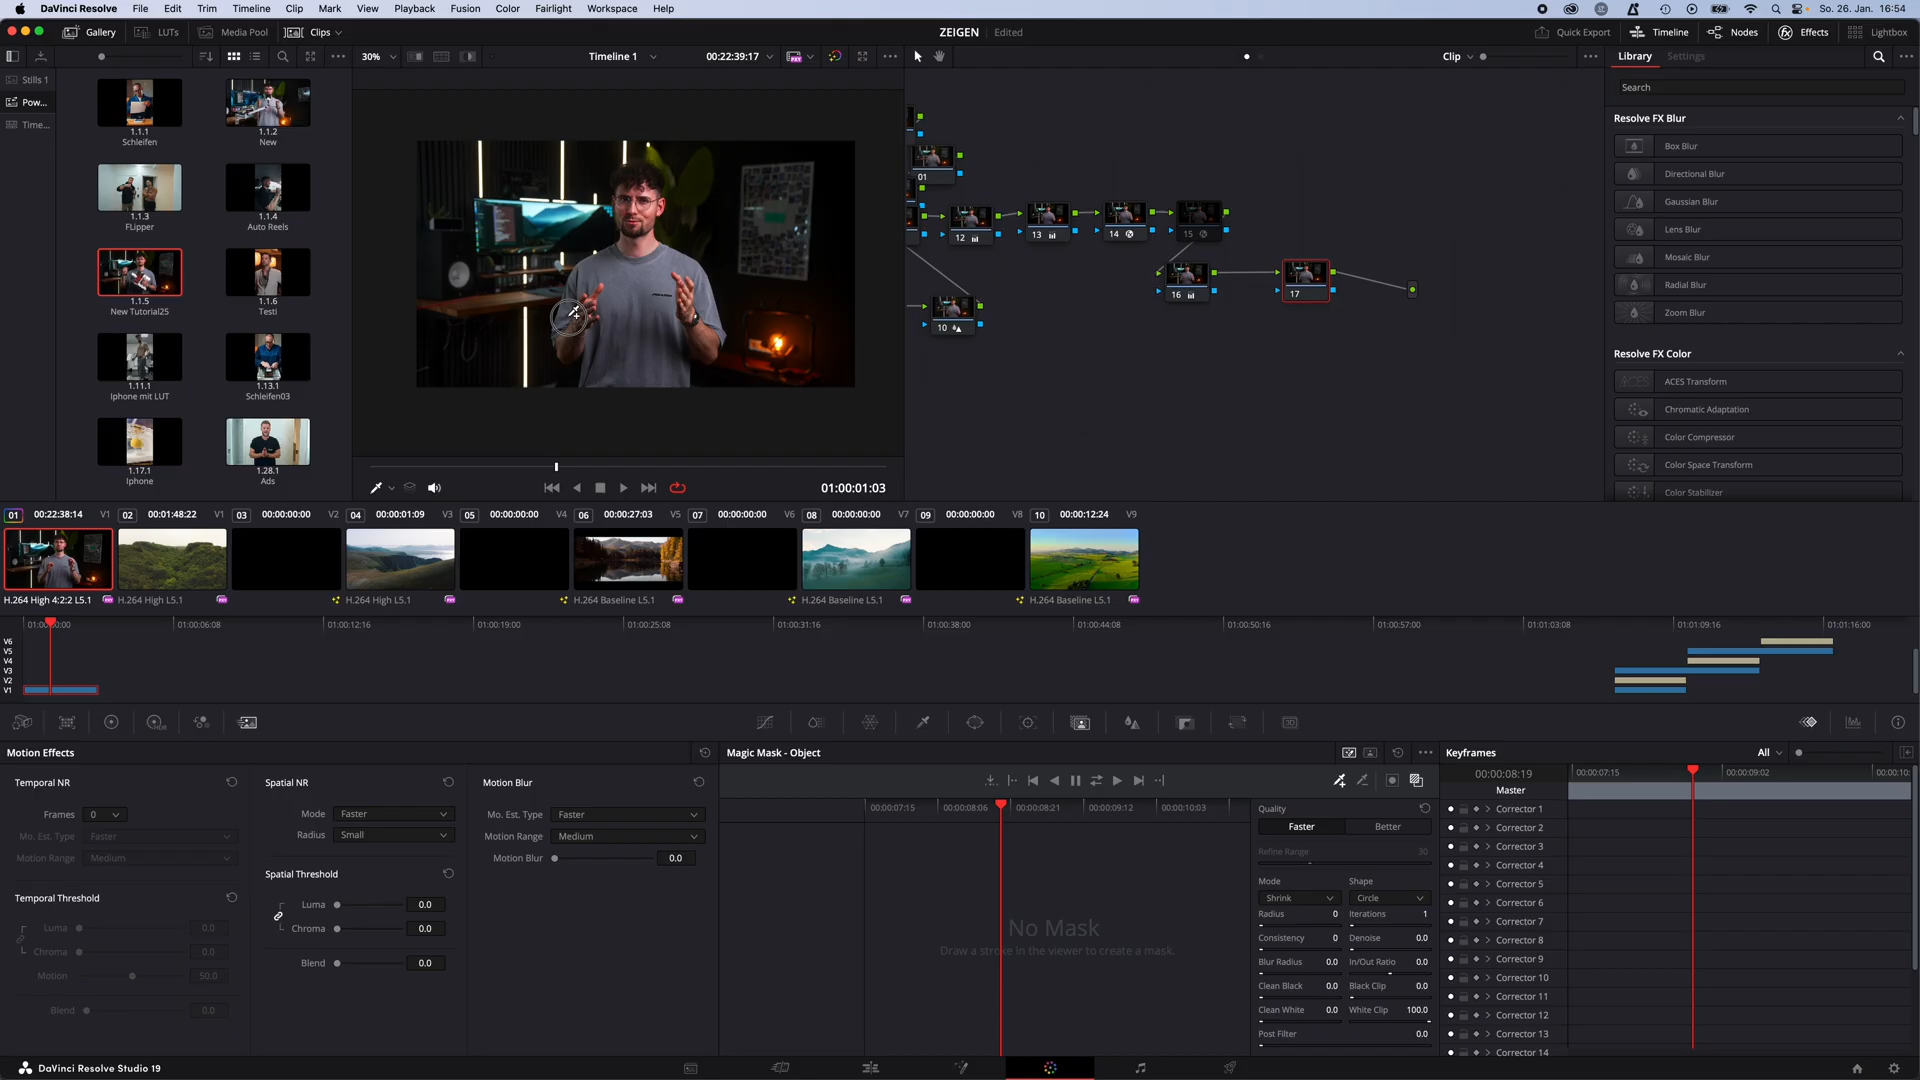 DaVinci Resolve File Edit Trim Timeline Clip Mark View Playback Fusion Color Fairlight Workspace Help So. 26. Jan. 16:54
Gallery LUTs Media Pool Clips ZEIGEN Edited Quick Export Timeline Nodes Effects Lightbox
30% Timeline 1 00:22:39:17 Clip Library Settings
Stills 1
Pow...
Time...
1.1.1 1.1.2
Schleifen New
1.1.3 1.1.4
FLipper Auto Reels
1.1.5 1.1.6
New Tutorial25 Testi
1.11.1 1.13.1
Iphone mit LUT Schleifen03
1.17.1 1.28.1
Iphone Ads
01:00:01:03
01
12 13 14 15
16 17
10
Search
Resolve FX Blur
Box Blur
Directional Blur
Gaussian Blur
Lens Blur
Mosaic Blur
Radial Blur
Zoom Blur
Resolve FX Color
ACES
ACES Transform
Chromatic Adaptation
Color Compressor
Color Space Transform
Color Stabilizer
01 00:22:38:14 V1 02 00:01:48:22 V1 03 00:00:00:00 V2 04 00:00:01:09 V3 05 00:00:00:00 V4 06 00:00:27:03 V5 07 00:00:00:00 V6 08 00:00:00:00 V7 09 00:00:00:00 V8 10 00:00:12:24 V9
H.264 High 4:2:2 L5.1 H.264 High L5.1 H.264 High L5.1 H.264 Baseline L5.1 H.264 Baseline L5.1 H.264 Baseline L5.1
01:00:06:08 01:00:12:16 01:00:19:00 01:00:25:08 01:00:31:16 01:00:38:00 01:00:44:08 01:00:50:16 01:00:57:00 01:01:03:08 01:01:09:16 01:01:16:00
V6
V5
V4
V3
V2
V1
Motion Effects
Temporal NR
Frames 0
Mo. Est. Type Faster
Motion Range Medium
Temporal Threshold
Luma 0.0
Chroma 0.0
Motion 50.0
Blend 0.0
Spatial NR
Mode Faster
Radius Small
Spatial Threshold
Luma 0.0
Chroma 0.0
Blend 0.0
Motion Blur
Mo. Est. Type Faster
Motion Range Medium
Motion Blur 0.0
Magic Mask - Object
00:00:07:15 00:00:08:06 00:00:08:21 00:00:09:12 00:00:10:03
No Mask
Draw a stroke in the viewer to create a mask.
Quality
Faster Better
Refine Range 30
Mode Shape
Shrink Circle
Radius 0 Iterations 1
Consistency 0 Denoise 0.0
Blur Radius 0.0 In/Out Ratio 0.0
Clean Black 0.0 Black Clip 0.0
Clean White 0.0 White Clip 100.0
Post Filter 0.0
Keyframes All
00:00:08:19 00:00:07:15 00:00:09:02 00:00:10:
Master
Corrector 1
Corrector 2
Corrector 3
Corrector 4
Corrector 5
Corrector 6
Corrector 7
Corrector 8
Corrector 9
Corrector 10
Corrector 11
Corrector 12
Corrector 13
Corrector 14
DaVinci Resolve Studio 19